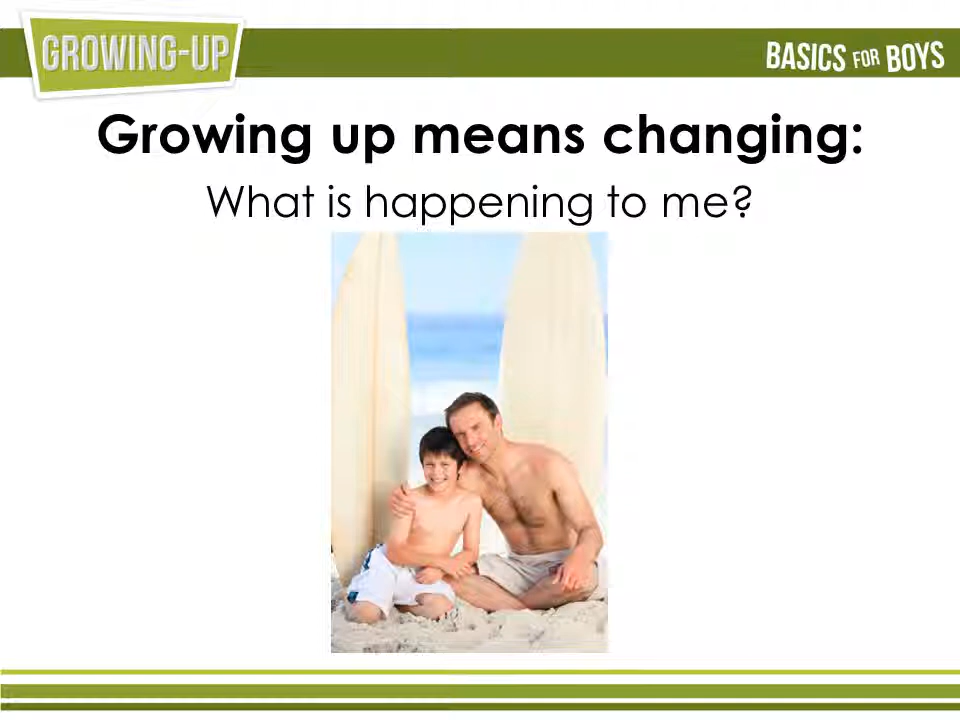 GROWING-UP
BASICS FOR BOYS
Growing up means changing:
What is happening to me?